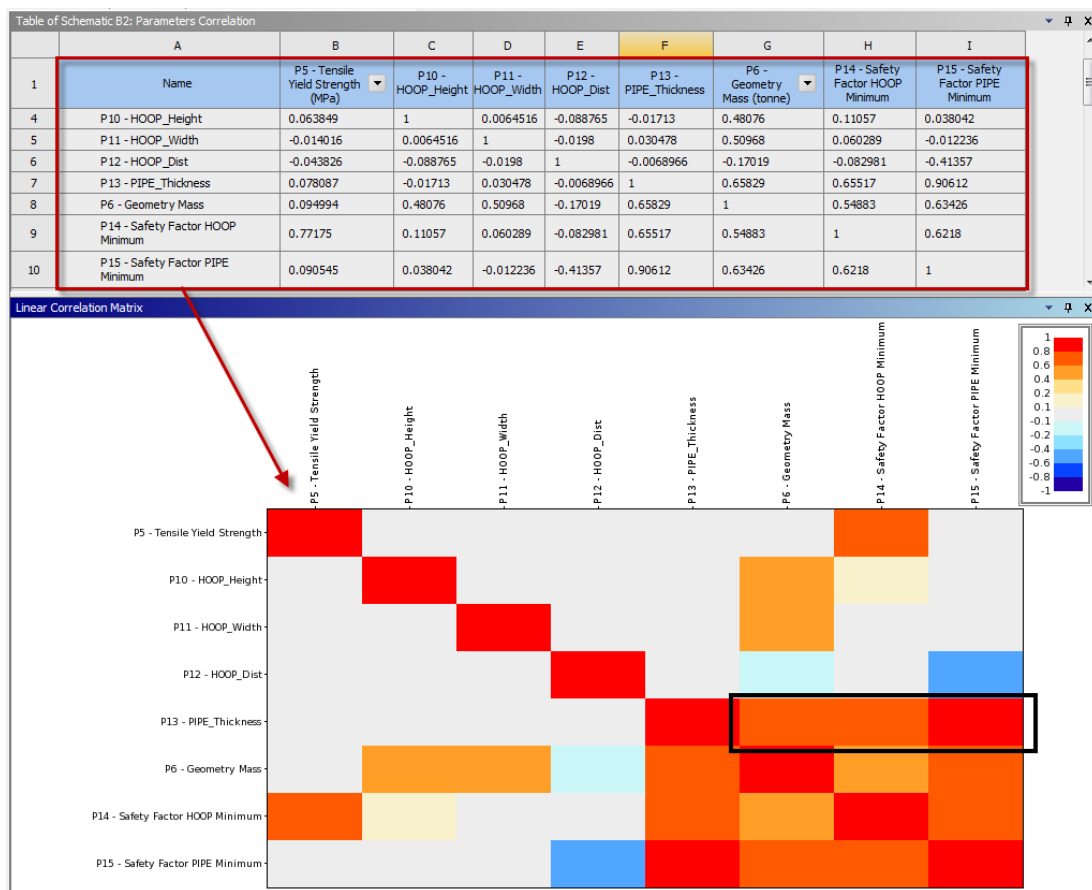 Table of Schematic B2: Parameters Correlation
A B C D E F G H I
1 Name P5 - Tensile Yield Strength (MPa) P10 - HOOP_Height P11 - HOOP_Width P12 - HOOP_Dist P13 - PIPE_Thickness P6 - Geometry Mass (tonne) P14 - Safety Factor HOOP Minimum P15 - Safety Factor PIPE Minimum
4 P10 - HOOP_Height 0.063849 1 0.0064516 -0.088765 -0.01713 0.48076 0.11057 0.038042
5 P11 - HOOP_Width -0.014016 0.0064516 1 -0.0198 0.030478 0.50968 0.060289 -0.012236
6 P12 - HOOP_Dist -0.043826 -0.088765 -0.0198 1 -0.0068966 -0.17019 -0.082981 -0.41357
7 P13 - PIPE_Thickness 0.078087 -0.01713 0.030478 -0.0068966 1 0.65829 0.65517 0.90612
8 P6 - Geometry Mass 0.094994 0.48076 0.50968 -0.17019 0.65829 1 0.54883 0.63426
9 P14 - Safety Factor HOOP Minimum 0.77175 0.11057 0.060289 -0.082981 0.65517 0.54883 1 0.6218
10 P15 - Safety Factor PIPE Minimum 0.090545 0.038042 -0.012236 -0.41357 0.90612 0.63426 0.6218 1
Linear Correlation Matrix
P5 - Tensile Yield Strength
P10 - HOOP_Height
P11 - HOOP_Width
P12 - HOOP_Dist
P13 - PIPE_Thickness
P6 - Geometry Mass
P14 - Safety Factor HOOP Minimum
P15 - Safety Factor PIPE Minimum
1
0.8
0.6
0.4
0.2
0.1
-0.1
-0.2
-0.4
-0.6
-0.8
-1
P5 - Tensile Yield Strength
P10 - HOOP_Height
P11 - HOOP_Width
P12 - HOOP_Dist
P13 - PIPE_Thickness
P6 - Geometry Mass
P14 - Safety Factor HOOP Minimum
P15 - Safety Factor PIPE Minimum